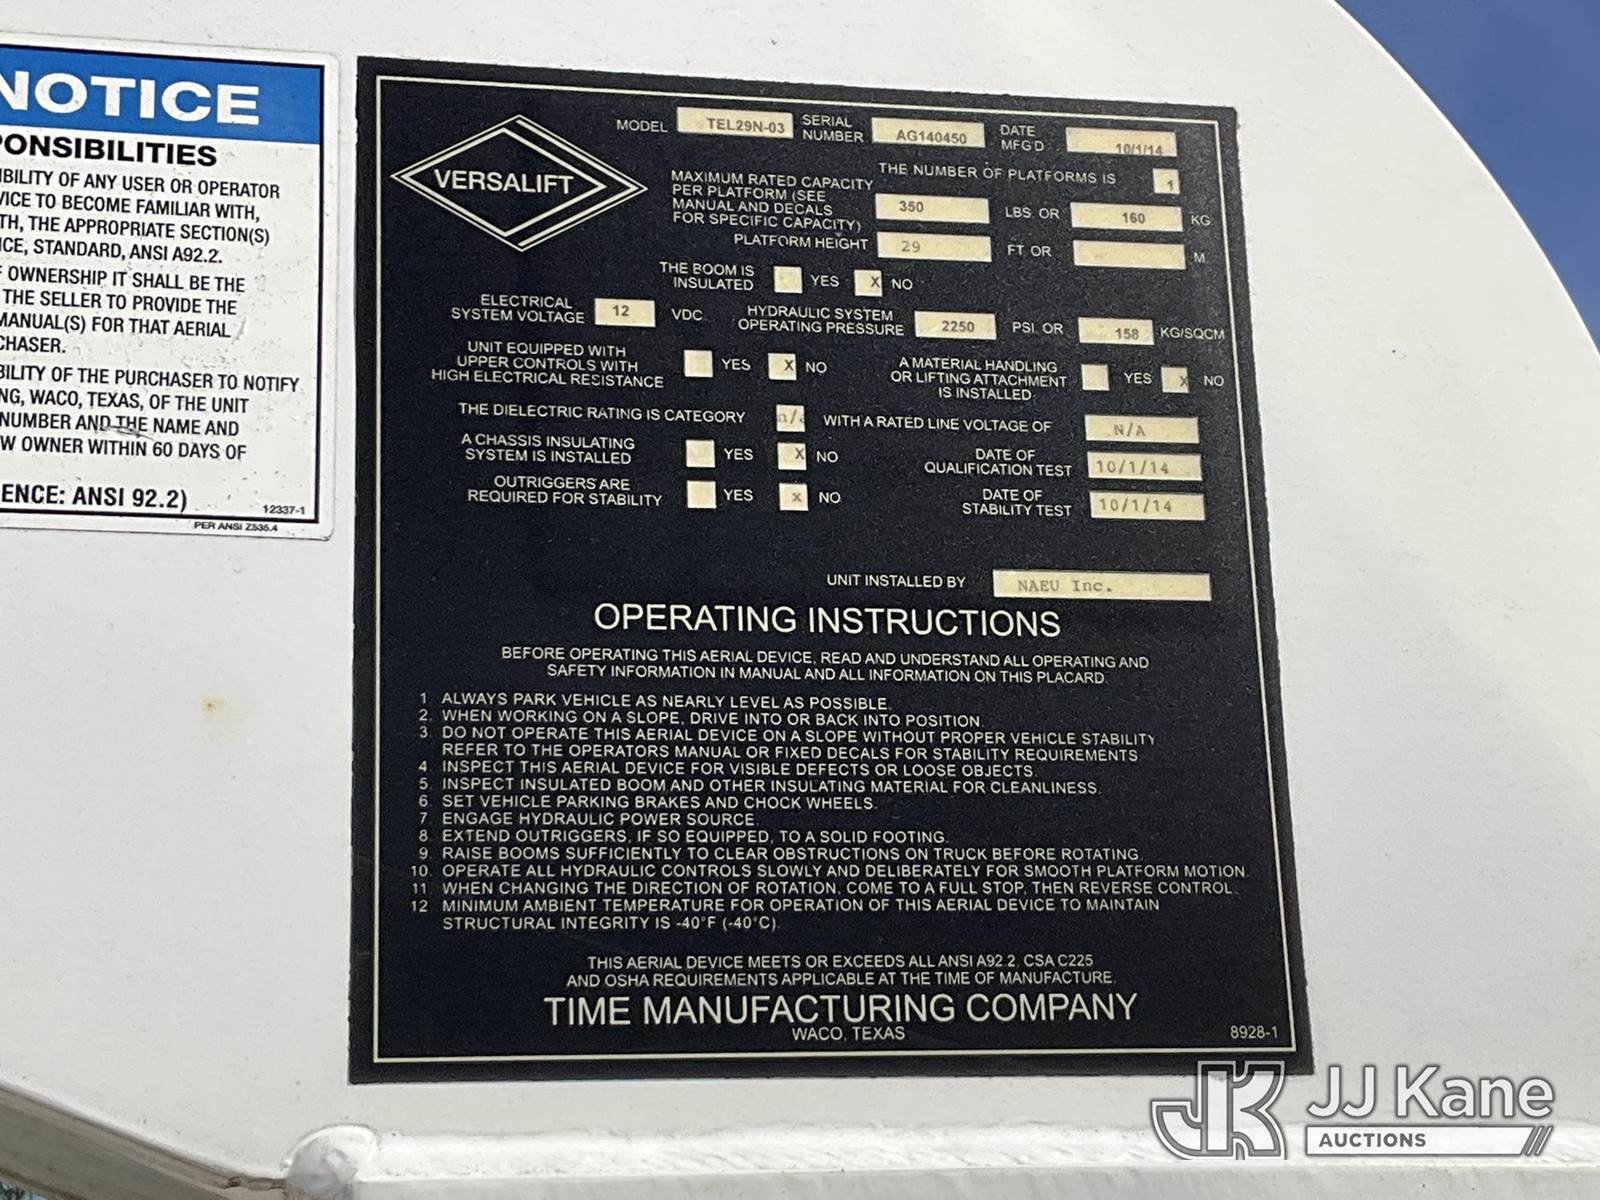 NOTICE
PONSIBILITIES
IBILITY OF ANY USER OR OPERATOR
VICE TO BECOME FAMILIAR WITH,
TH, THE APPROPRIATE SECTION(S)
ICE, STANDARD, ANSI A92.2.
F OWNERSHIP IT SHALL BE THE
THE SELLER TO PROVIDE THE
MANUAL(S) FOR THAT AERIAL
CHASER.
BILITY OF THE PURCHASER TO NOTIFY
NG, WACO, TEXAS, OF THE UNIT
NUMBER AND THE NAME AND
W OWNER WITHIN 60 DAYS OF
ENCE: ANSI 92.2)
12337-1
PER ANSI Z535.4
VERSALIFT
MODEL TEL29N-03 SERIAL NUMBER AG140450 DATE MFG'D 10/1/14
THE NUMBER OF PLATFORMS IS 1
MAXIMUM RATED CAPACITY
PER PLATFORM (SEE
MANUAL AND DECALS
FOR SPECIFIC CAPACITY) 350 LBS. OR 160 KG
PLATFORM HEIGHT 29 FT OR M
THE BOOM IS INSULATED YES X NO
ELECTRICAL SYSTEM VOLTAGE 12 VDC HYDRAULIC SYSTEM OPERATING PRESSURE 2250 PSI OR 158 KG/SQCM
UNIT EQUIPPED WITH
UPPER CONTROLS WITH
HIGH ELECTRICAL RESISTANCE YES X NO
A MATERIAL HANDLING
OR LIFTING ATTACHMENT
IS INSTALLED YES X NO
THE DIELECTRIC RATING IS CATEGORY n/a WITH A RATED LINE VOLTAGE OF N/A
A CHASSIS INSULATING
SYSTEM IS INSTALLED YES X NO
DATE OF
QUALIFICATION TEST 10/1/14
OUTRIGGERS ARE
REQUIRED FOR STABILITY YES X NO
DATE OF
STABILITY TEST 10/1/14
UNIT INSTALLED BY NAEU Inc.
OPERATING INSTRUCTIONS
BEFORE OPERATING THIS AERIAL DEVICE, READ AND UNDERSTAND ALL OPERATING AND
SAFETY INFORMATION IN MANUAL AND ALL INFORMATION ON THIS PLACARD.
1. ALWAYS PARK VEHICLE AS NEARLY LEVEL AS POSSIBLE.
2. WHEN WORKING ON A SLOPE, DRIVE INTO OR BACK INTO POSITION.
3. DO NOT OPERATE THIS AERIAL DEVICE ON A SLOPE WITHOUT PROPER VEHICLE STABILITY
REFER TO THE OPERATORS MANUAL OR FIXED DECALS FOR STABILITY REQUIREMENTS
4. INSPECT THIS AERIAL DEVICE FOR VISIBLE DEFECTS OR LOOSE OBJECTS.
5. INSPECT INSULATED BOOM AND OTHER INSULATING MATERIAL FOR CLEANLINESS.
6. SET VEHICLE PARKING BRAKES AND CHOCK WHEELS.
7. ENGAGE HYDRAULIC POWER SOURCE.
8. EXTEND OUTRIGGERS, IF SO EQUIPPED, TO A SOLID FOOTING.
9. RAISE BOOMS SUFFICIENTLY TO CLEAR OBSTRUCTIONS ON TRUCK BEFORE ROTATING.
10. OPERATE ALL HYDRAULIC CONTROLS SLOWLY AND DELIBERATELY FOR SMOOTH PLATFORM MOTION.
11. WHEN CHANGING THE DIRECTION OF ROTATION, COME TO A FULL STOP, THEN REVERSE CONTROL.
12. MINIMUM AMBIENT TEMPERATURE FOR OPERATION OF THIS AERIAL DEVICE TO MAINTAIN
STRUCTURAL INTEGRITY IS -40°F (-40°C).
THIS AERIAL DEVICE MEETS OR EXCEEDS ALL ANSI A92.2, CSA C225
AND OSHA REQUIREMENTS APPLICABLE AT THE TIME OF MANUFACTURE.
TIME MANUFACTURING COMPANY
WACO, TEXAS
8928-1
JK JJ Kane
AUCTIONS